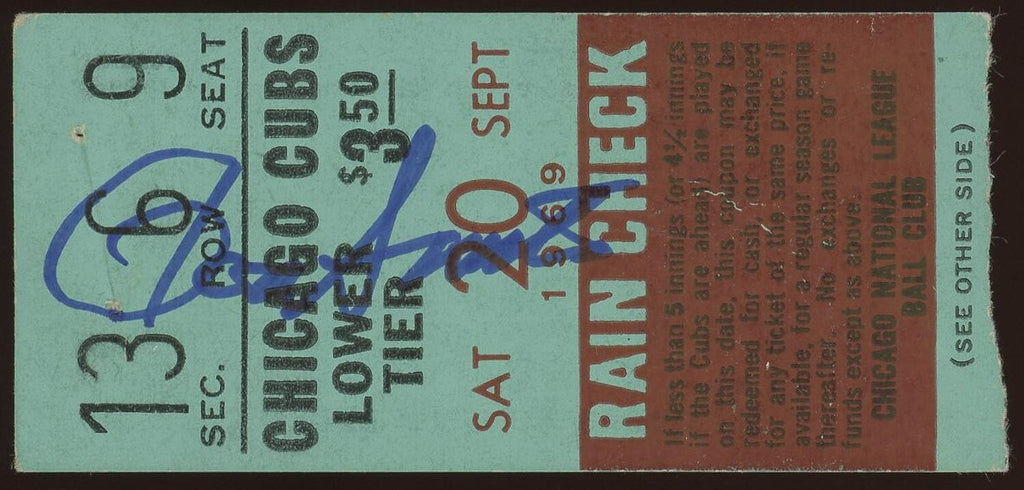 13 6 9
SEC. ROW SEAT
CHICAGO CUBS
LOWER TIER $3.50
SAT 20 SEPT
1969
RAIN CHECK
If less than 5 innings (or 4½ innings
if the Cubs are ahead) are played
on this date, this coupon may be
redeemed for cash, or exchanged
for any ticket of the same price, if
available, for a regular season game
thereafter. No exchanges or re-
funds except as above.
CHICAGO NATIONAL LEAGUE
BALL CLUB
(SEE OTHER SIDE)